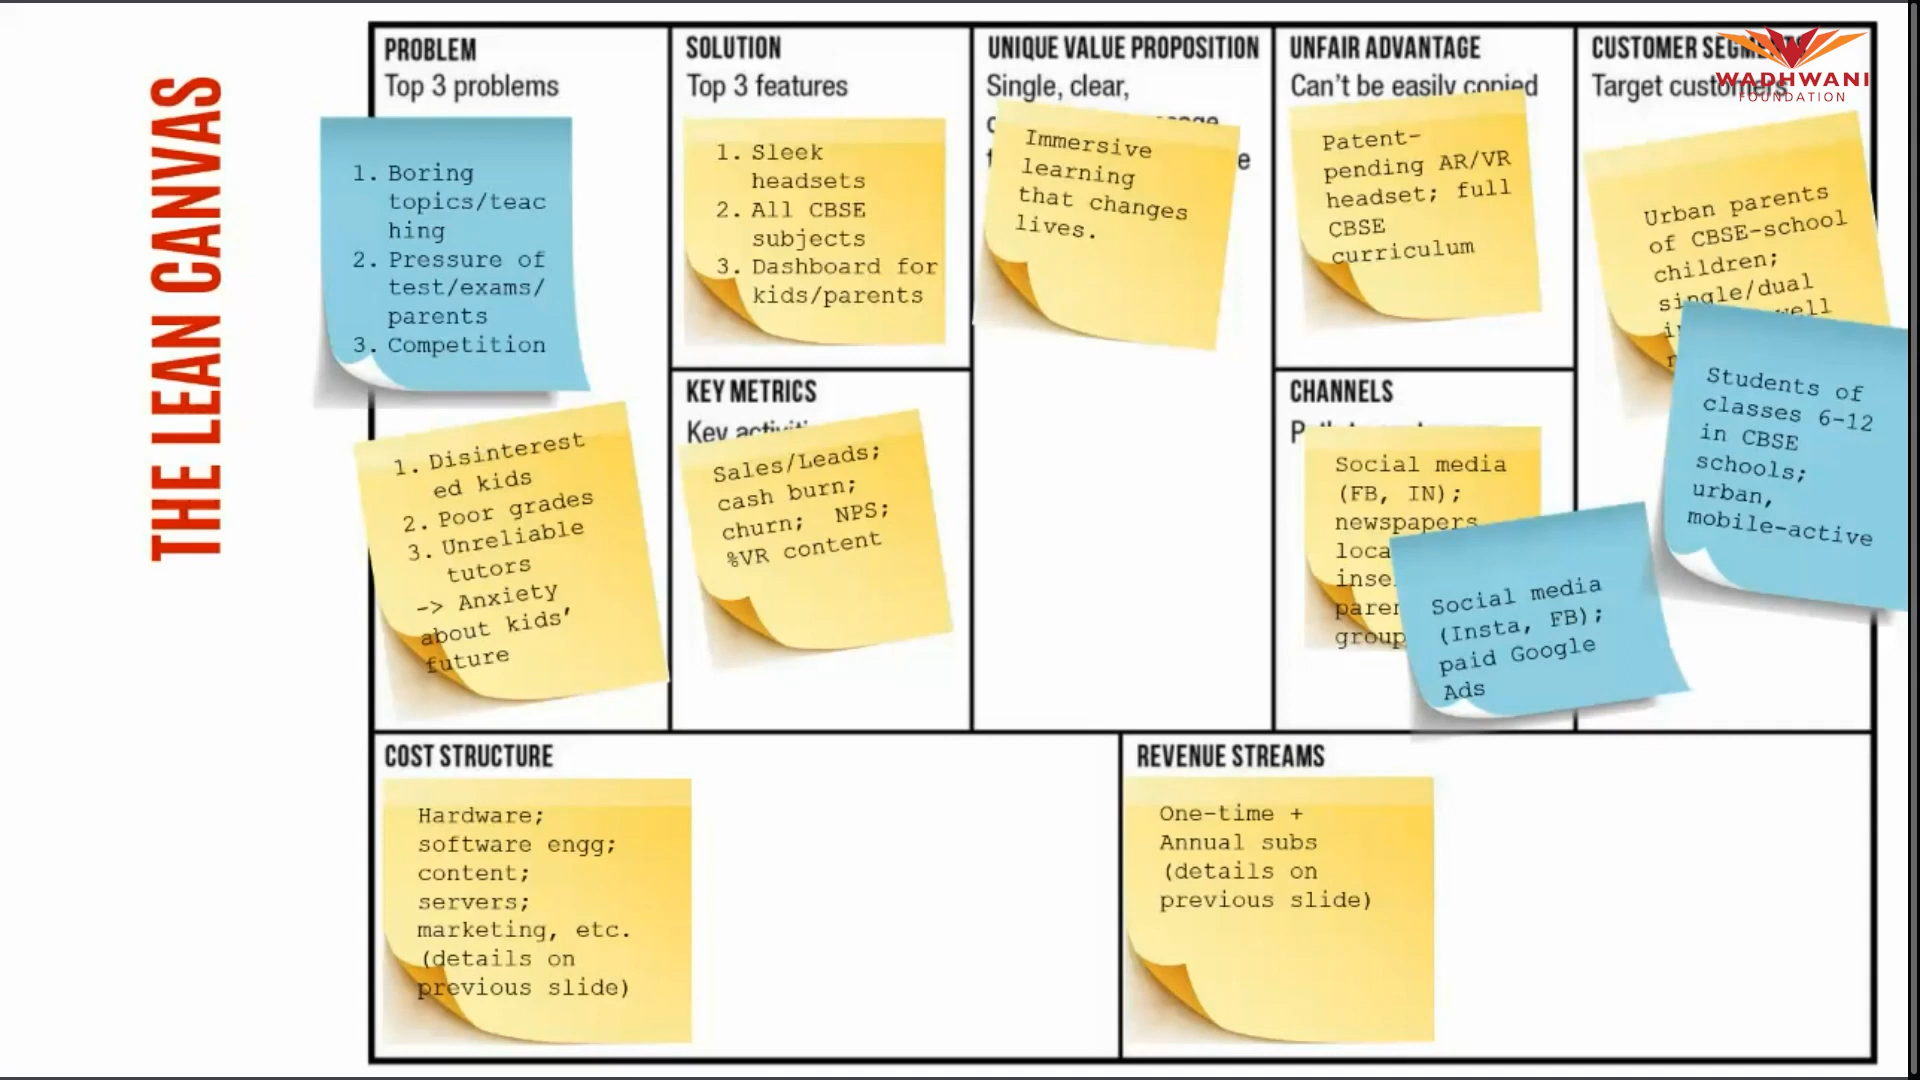 THE LEAN CANVAS
PROBLEM
Top 3 problems
1. Boring
topics/teac
hing
2. Pressure of
test/exams/
parents
3. Competition
1. Disinterest
ed kids
2. Poor grades
3. Unreliable
tutors
-> Anxiety
about kids'
future
SOLUTION
Top 3 features
1. Sleek
headsets
2. All CBSE
subjects
3. Dashboard for
kids/parents
KEY METRICS
Key
Sales/Leads;
cash burn;
churn; NPS;
%VR content
UNIQUE VALUE PROPOSITION
Single, clear,
Immersive
learning
that changes
lives.
UNFAIR ADVANTAGE
Can't be easily copied
Patent-
pending AR/VR
headset; full
CBSE
curriculum
CHANNELS
Social media
(FB, IN);
newspapers
Social media
(Insta, FB);
paid Google
Ads
CUSTOMER
Target customers
WADHWANI
FOUNDATION
Urban parents
of CBSE-school
children;
single/dual
Students of
classes 6-12
in CBSE
schools;
urban,
mobile-active
COST STRUCTURE
Hardware;
software engg;
content;
servers;
marketing, etc.
(details on
previous slide)
REVENUE STREAMS
One-time +
Annual subs
(details on
previous slide)